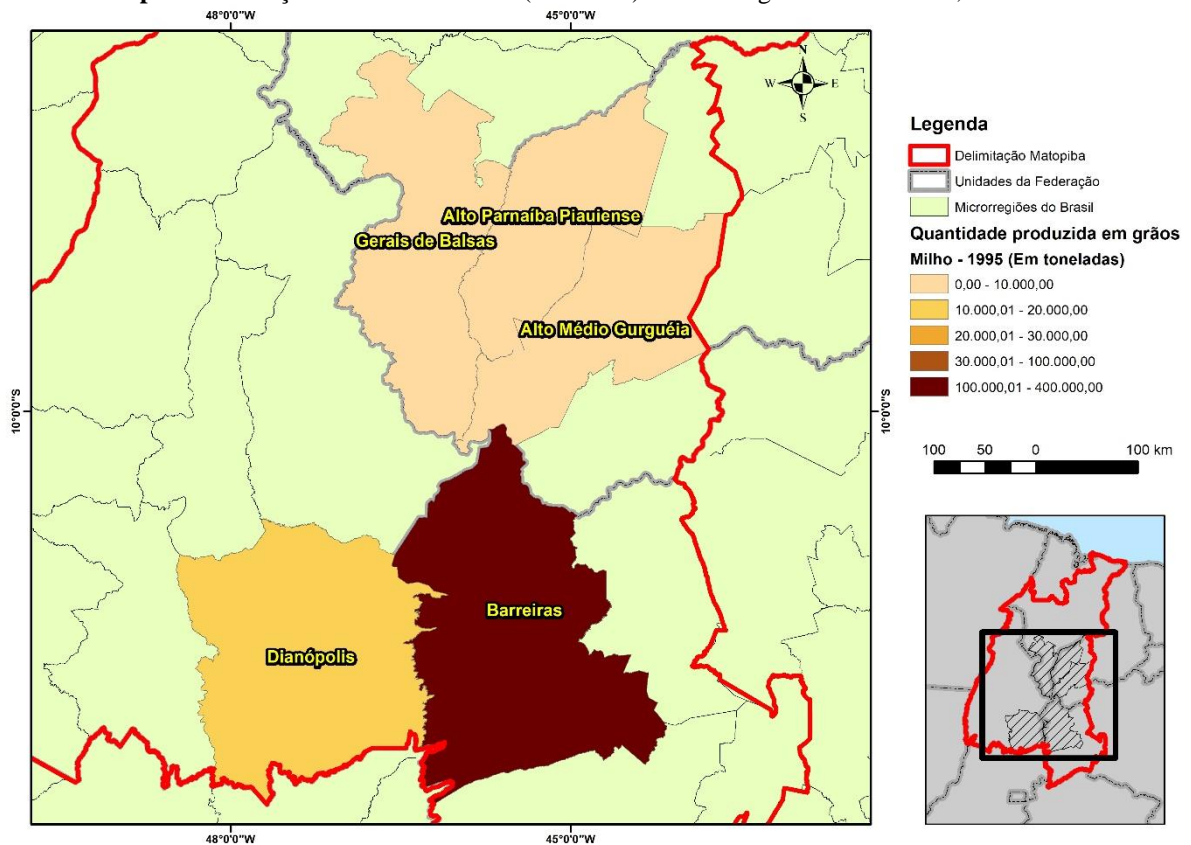 48°0'0"W
45°0'0"W
N
W
E
S
Alto Parnaíba Piauiense
Gerais de Balsas
Alto Médio Gurguéia
10°0'0"S
10°0'0"S
Barreiras
Dianópolis
48°0'0"W
45°0'0"W
Legenda
Delimitação Matopiba
Unidades da Federação
Microrregiões do Brasil
Quantidade produzida em grãos
Milho - 1995 (Em toneladas)
0,00 - 10.000,00
10.000,01 - 20.000,00
20.000,01 - 30.000,00
30.000,01 - 100.000,00
100.000,01 - 400.000,00
100 50 0 100 km